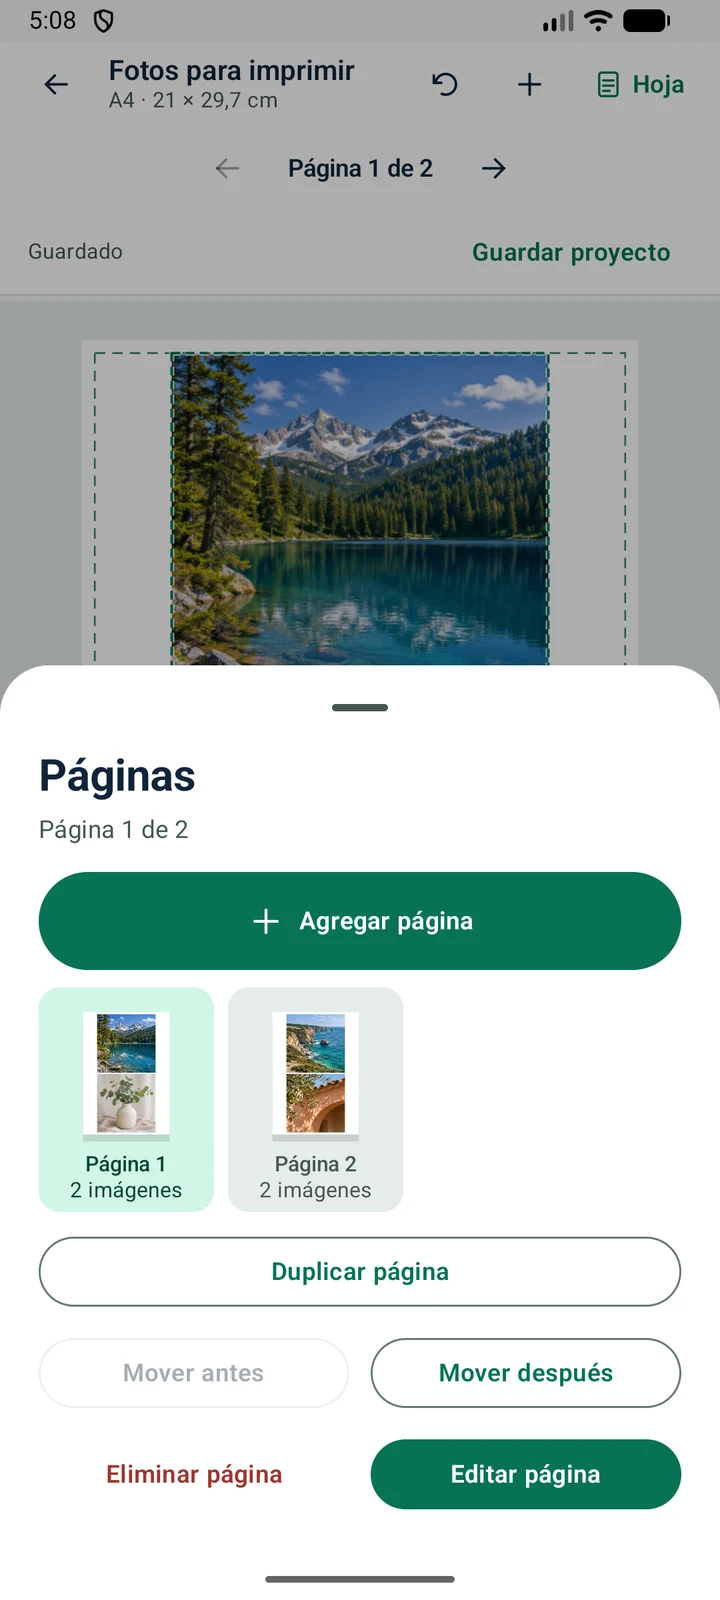 5:08
Fotos para imprimir
A4 · 21 × 29,7 cm
Hoja
Página 1 de 2
Guardado
Guardar proyecto
Páginas
Página 1 de 2
Agregar página
Página 1
2 imágenes
Página 2
2 imágenes
Duplicar página
Mover antes
Mover después
Eliminar página
Editar página